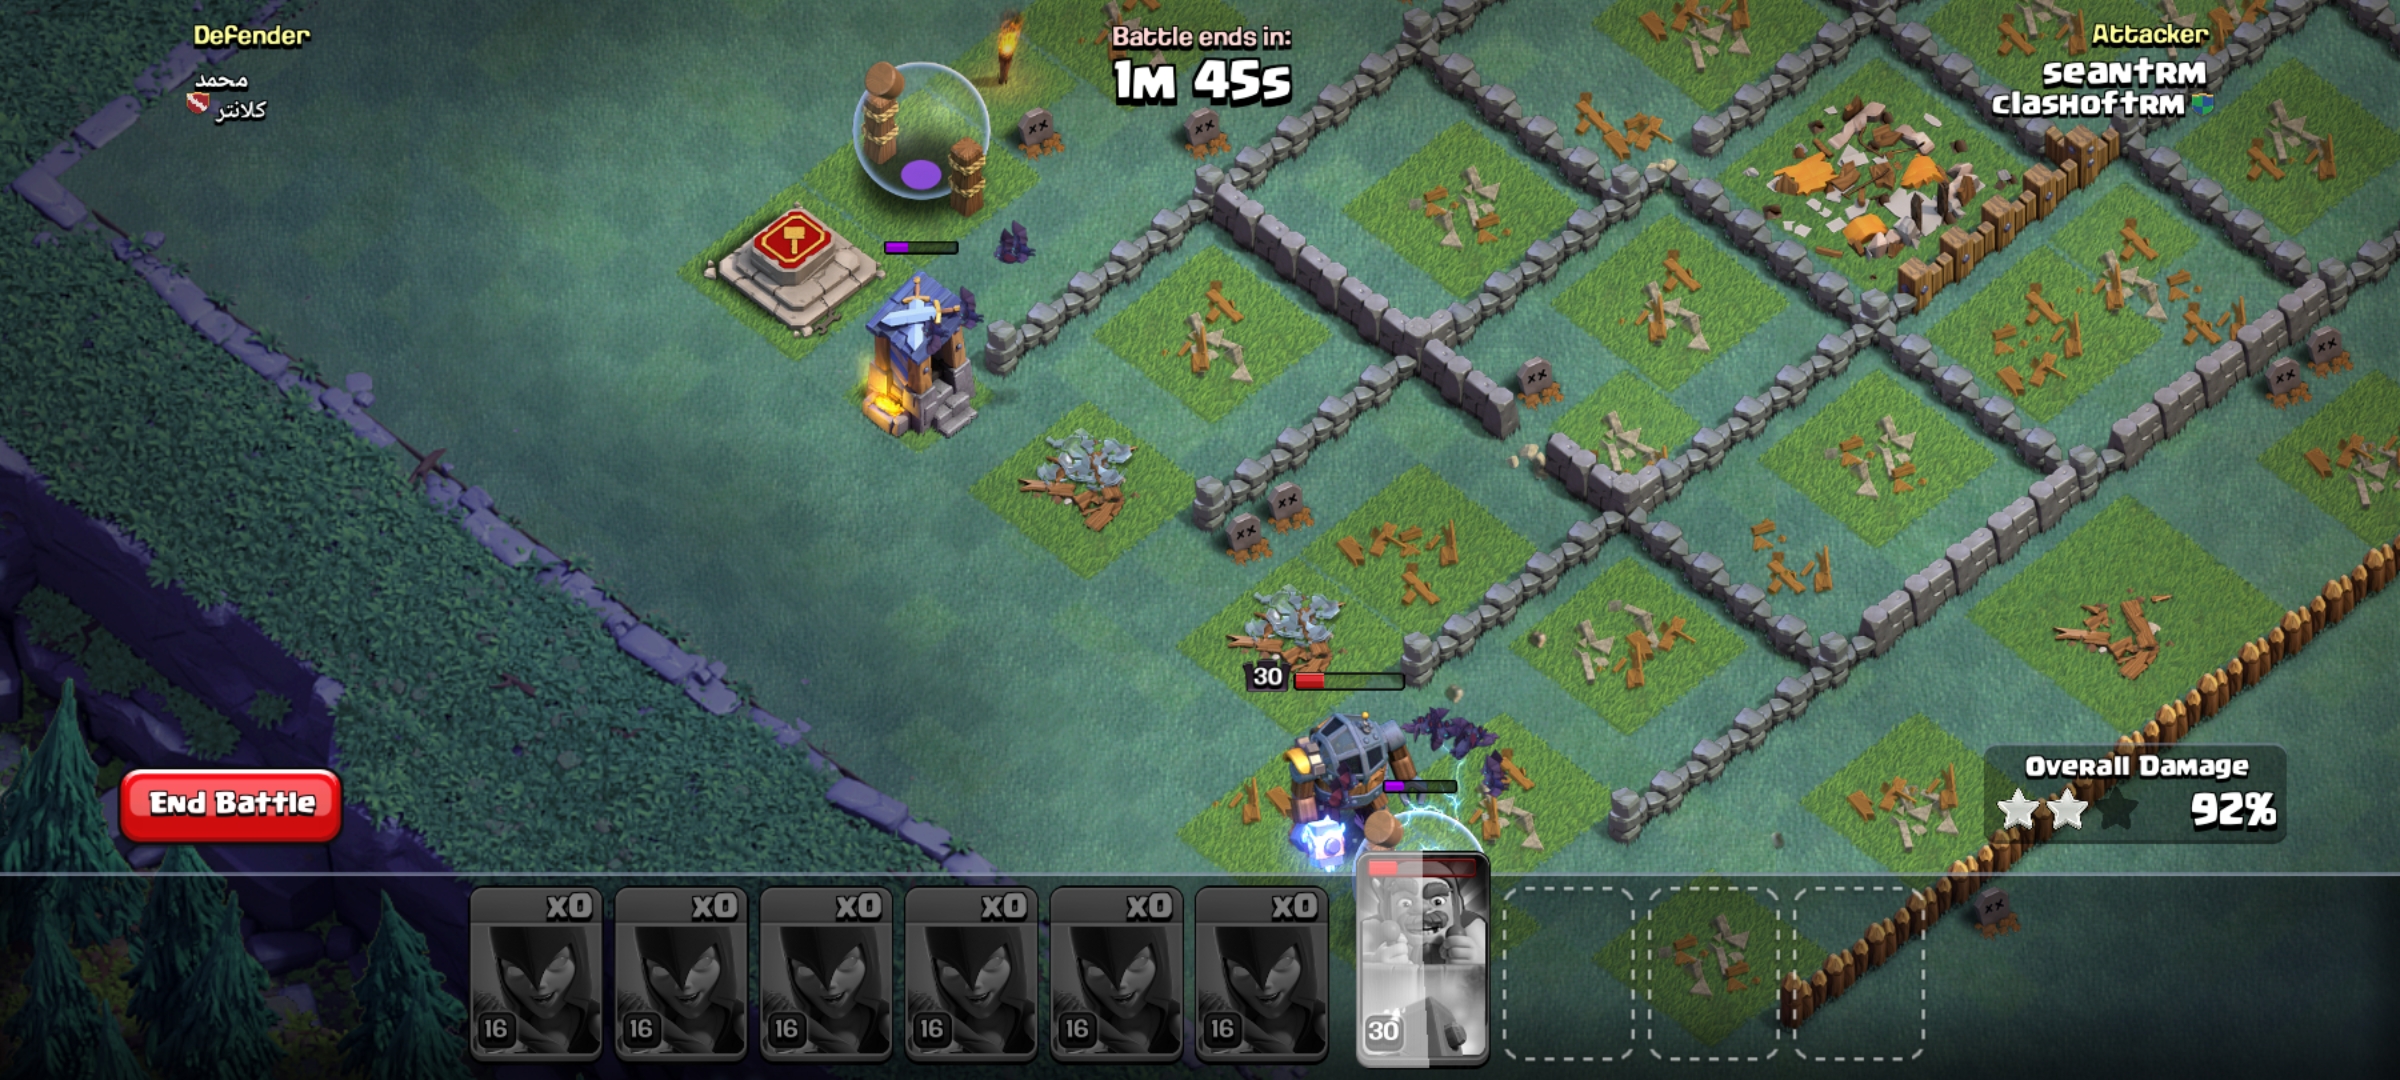 Defender
محمد
کلانتر
Battle ends in:
1M 45s
Attacker
seantRM
clashoftRM
30
End Battle
Overall Damage
92%
x0
x0
x0
x0
x0
x0
16
16
16
16
16
16
30